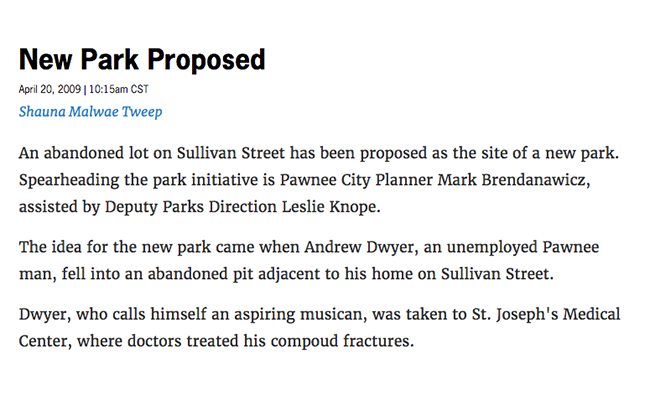 New Park Proposed
April 20, 2009 | 10:15am CST
Shauna Malwae Tweep
An abandoned lot on Sullivan Street has been proposed as the site of a new park.
Spearheading the park initiative is Pawnee City Planner Mark Brendanawicz,
assisted by Deputy Parks Direction Leslie Knope.
The idea for the new park came when Andrew Dwyer, an unemployed Pawnee
man, fell into an abandoned pit adjacent to his home on Sullivan Street.
Dwyer, who calls himself an aspiring musican, was taken to St. Joseph's Medical
Center, where doctors treated his compoud fractures.